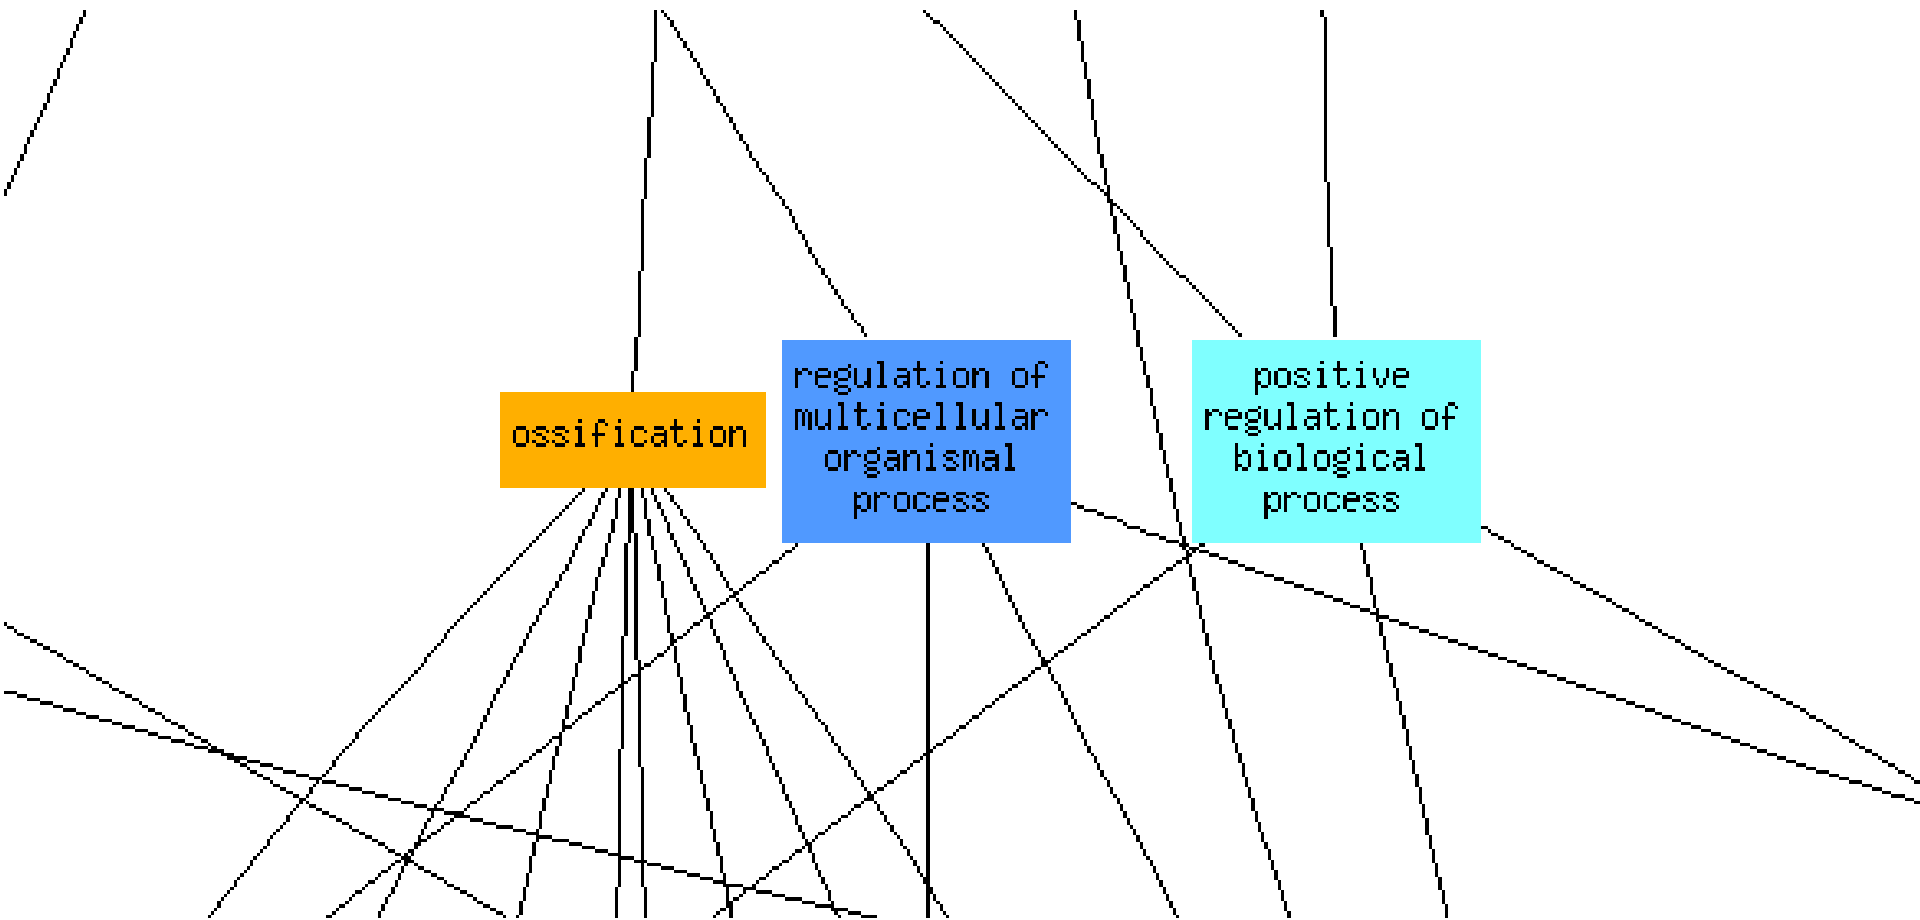 ossification
regulation of
multicellular
organismal
process
positive
regulation of
biological
process